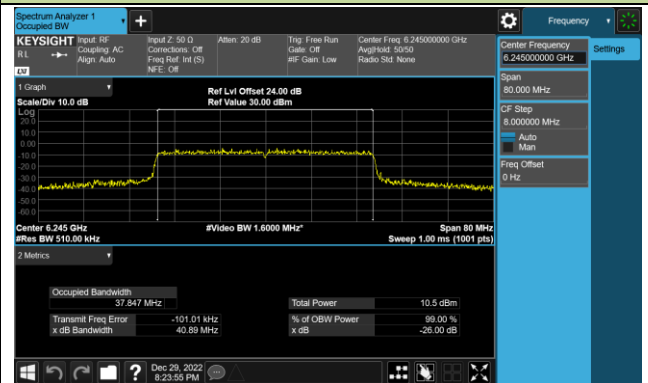 Spectrum Analyzer 1
Occupied BW
+
Frequency
KEYSIGHT
RL
LXI
Input: RF
Coupling: AC
Align: Auto
Input Z: 50 Ω
Corrections: Off
Freq Ref: Int (S)
NFE: Off
Atten: 20 dB
Trig: Free Run
Gate: Off
#IF Gain: Low
Center Freq: 6.245000000 GHz
Avg|Hold: 50/50
Radio Std: None
Center Frequency
6.245000000 GHz
Settings
Span
80.000 MHz
CF Step
8.000000 MHz
Auto
Man
Freq Offset
0 Hz
1 Graph
Scale/Div 10.0 dB
Ref Lvl Offset 24.00 dB
Ref Value 30.00 dBm
Log
20.0
10.0
0.00
-10.0
-20.0
-30.0
-40.0
-50.0
-60.0
Center 6.245 GHz
#Video BW 1.6000 MHz*
Span 80 MHz
#Res BW 510.00 kHz
Sweep 1.00 ms (1001 pts)
2 Metrics
Occupied Bandwidth
37.847 MHz
Total Power 10.5 dBm
Transmit Freq Error -101.01 kHz
% of OBW Power 99.00 %
x dB Bandwidth 40.89 MHz
x dB -26.00 dB
?
Dec 29, 2022
8:23:55 PM